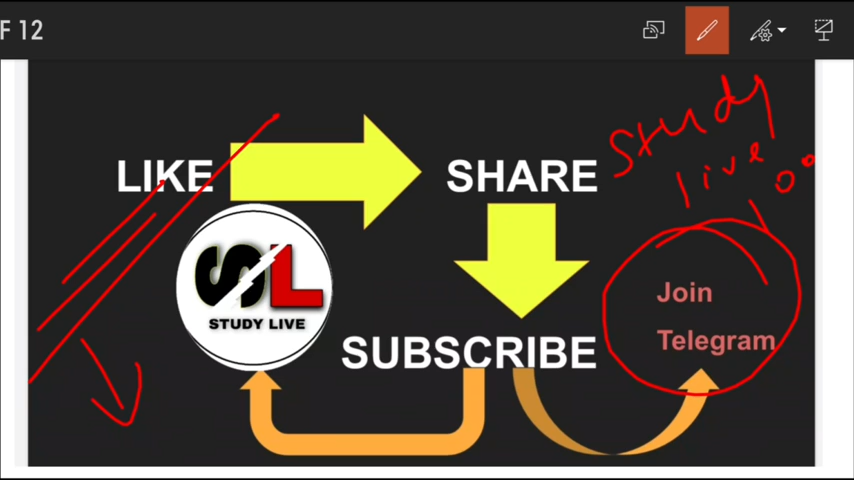 F 12
LIKE
SHARE
Study
live
SL
STUDY LIVE
Join
Telegram
SUBSCRIBE